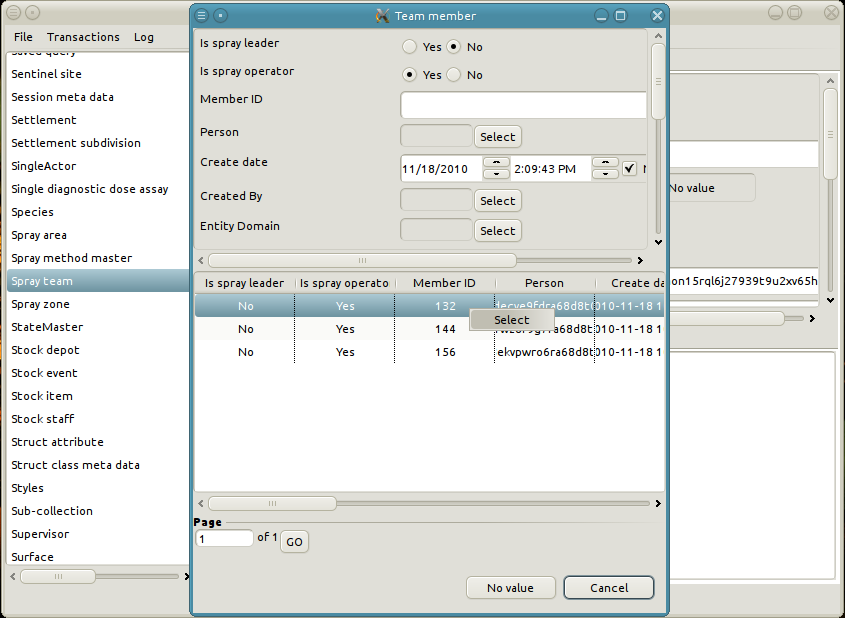 Team member
File Transactions Log
Saved query
Sentinel site
Session meta data
Settlement
Settlement subdivision
SingleActor
Single diagnostic dose assay
Species
Spray area
Spray method master
Spray team
Spray zone
StateMaster
Stock depot
Stock event
Stock item
Stock staff
Struct attribute
Struct class meta data
Styles
Sub-collection
Supervisor
Surface
Is spray leader Yes No
Is spray operator Yes No
Member ID
Person Select
Create date 11/18/2010 2:09:43 PM
Created By Select
Entity Domain Select
Is spray leader Is spray operato Member ID Person Create da
No Yes 132 010-11-18 1
Select
No Yes 144 010-11-18 1
No Yes 156 ekvpwro6ra68d8t 010-11-18 1
Page
1 of 1 GO
No value Cancel
No value
on15rql6j27939t9u2xv65h